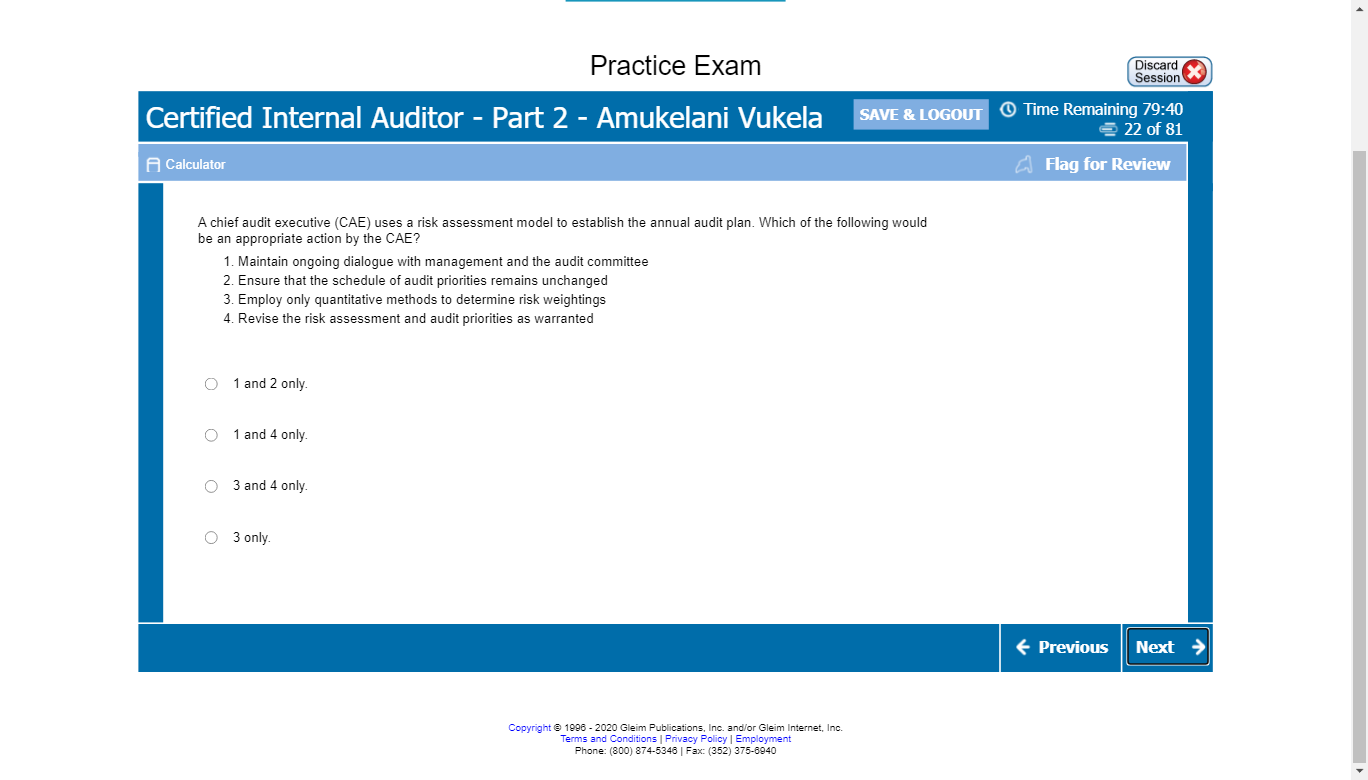 Practice Exam
Discard
Session
Certified Internal Auditor - Part 2 - Amukelani Vukela
SAVE & LOGOUT
Time Remaining 79:40
22 of 81
Calculator
Flag for Review
A chief audit executive (CAE) uses a risk assessment model to establish the annual audit plan. Which of the following would
be an appropriate action by the CAE?
1. Maintain ongoing dialogue with management and the audit committee
2. Ensure that the schedule of audit priorities remains unchanged
3. Employ only quantitative methods to determine risk weightings
4. Revise the risk assessment and audit priorities as warranted
1 and 2 only.
1 and 4 only.
3 and 4 only.
3 only.
Previous
Next
Copyright © 1996 - 2020 Gleim Publications, Inc. and/or Gleim Internet, Inc.
Terms and Conditions | Privacy Policy | Employment
Phone: (800) 874-5346 | Fax: (352) 375-6940